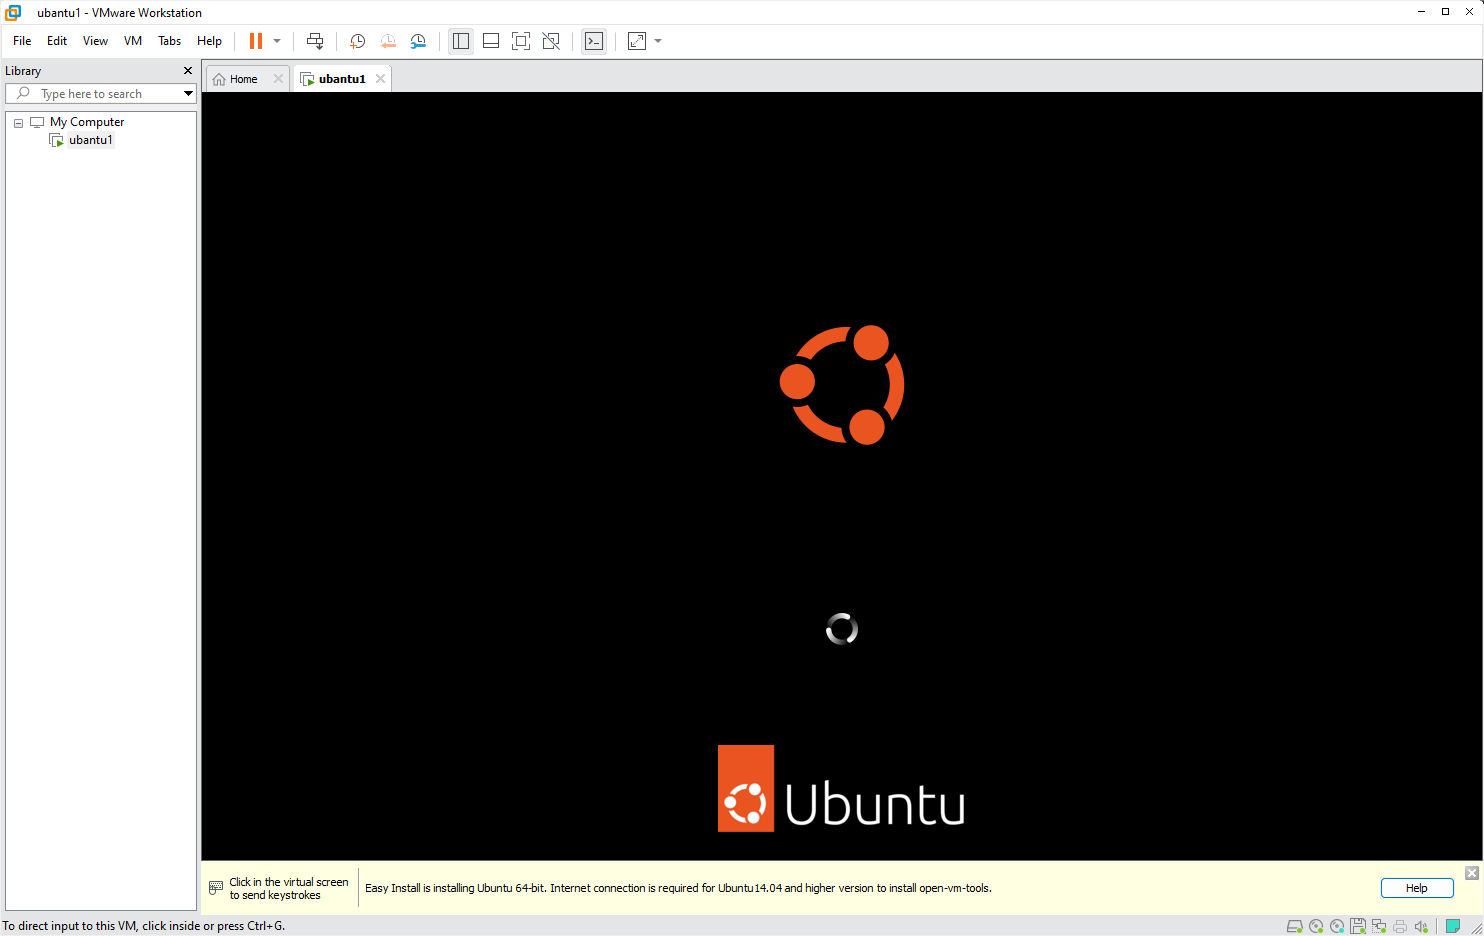 ubantu1 - VMware Workstation
File Edit View VM Tabs Help
Library
Type here to search
My Computer
ubantu1
Home
ubantu1
Ubuntu
Click in the virtual screen
to send keystrokes
Easy Install is installing Ubuntu 64-bit. Internet connection is required for Ubuntu14.04 and higher version to install open-vm-tools.
Help
To direct input to this VM, click inside or press Ctrl+G.